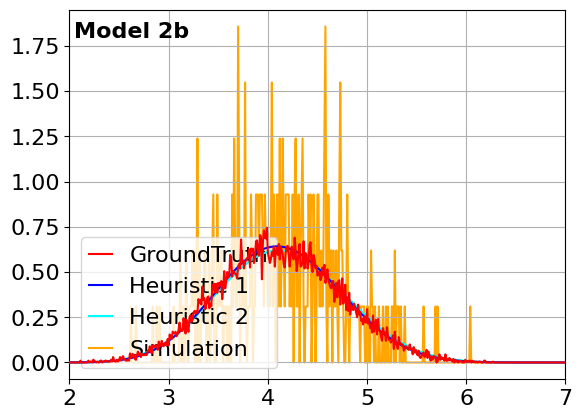 Model 2b
1.75
1.50
1.25
1.00
0.75
0.50
0.25
0.00
GroundTruth
Heuristic 1
Heuristic 2
Simulation
2 3 4 5 6 7